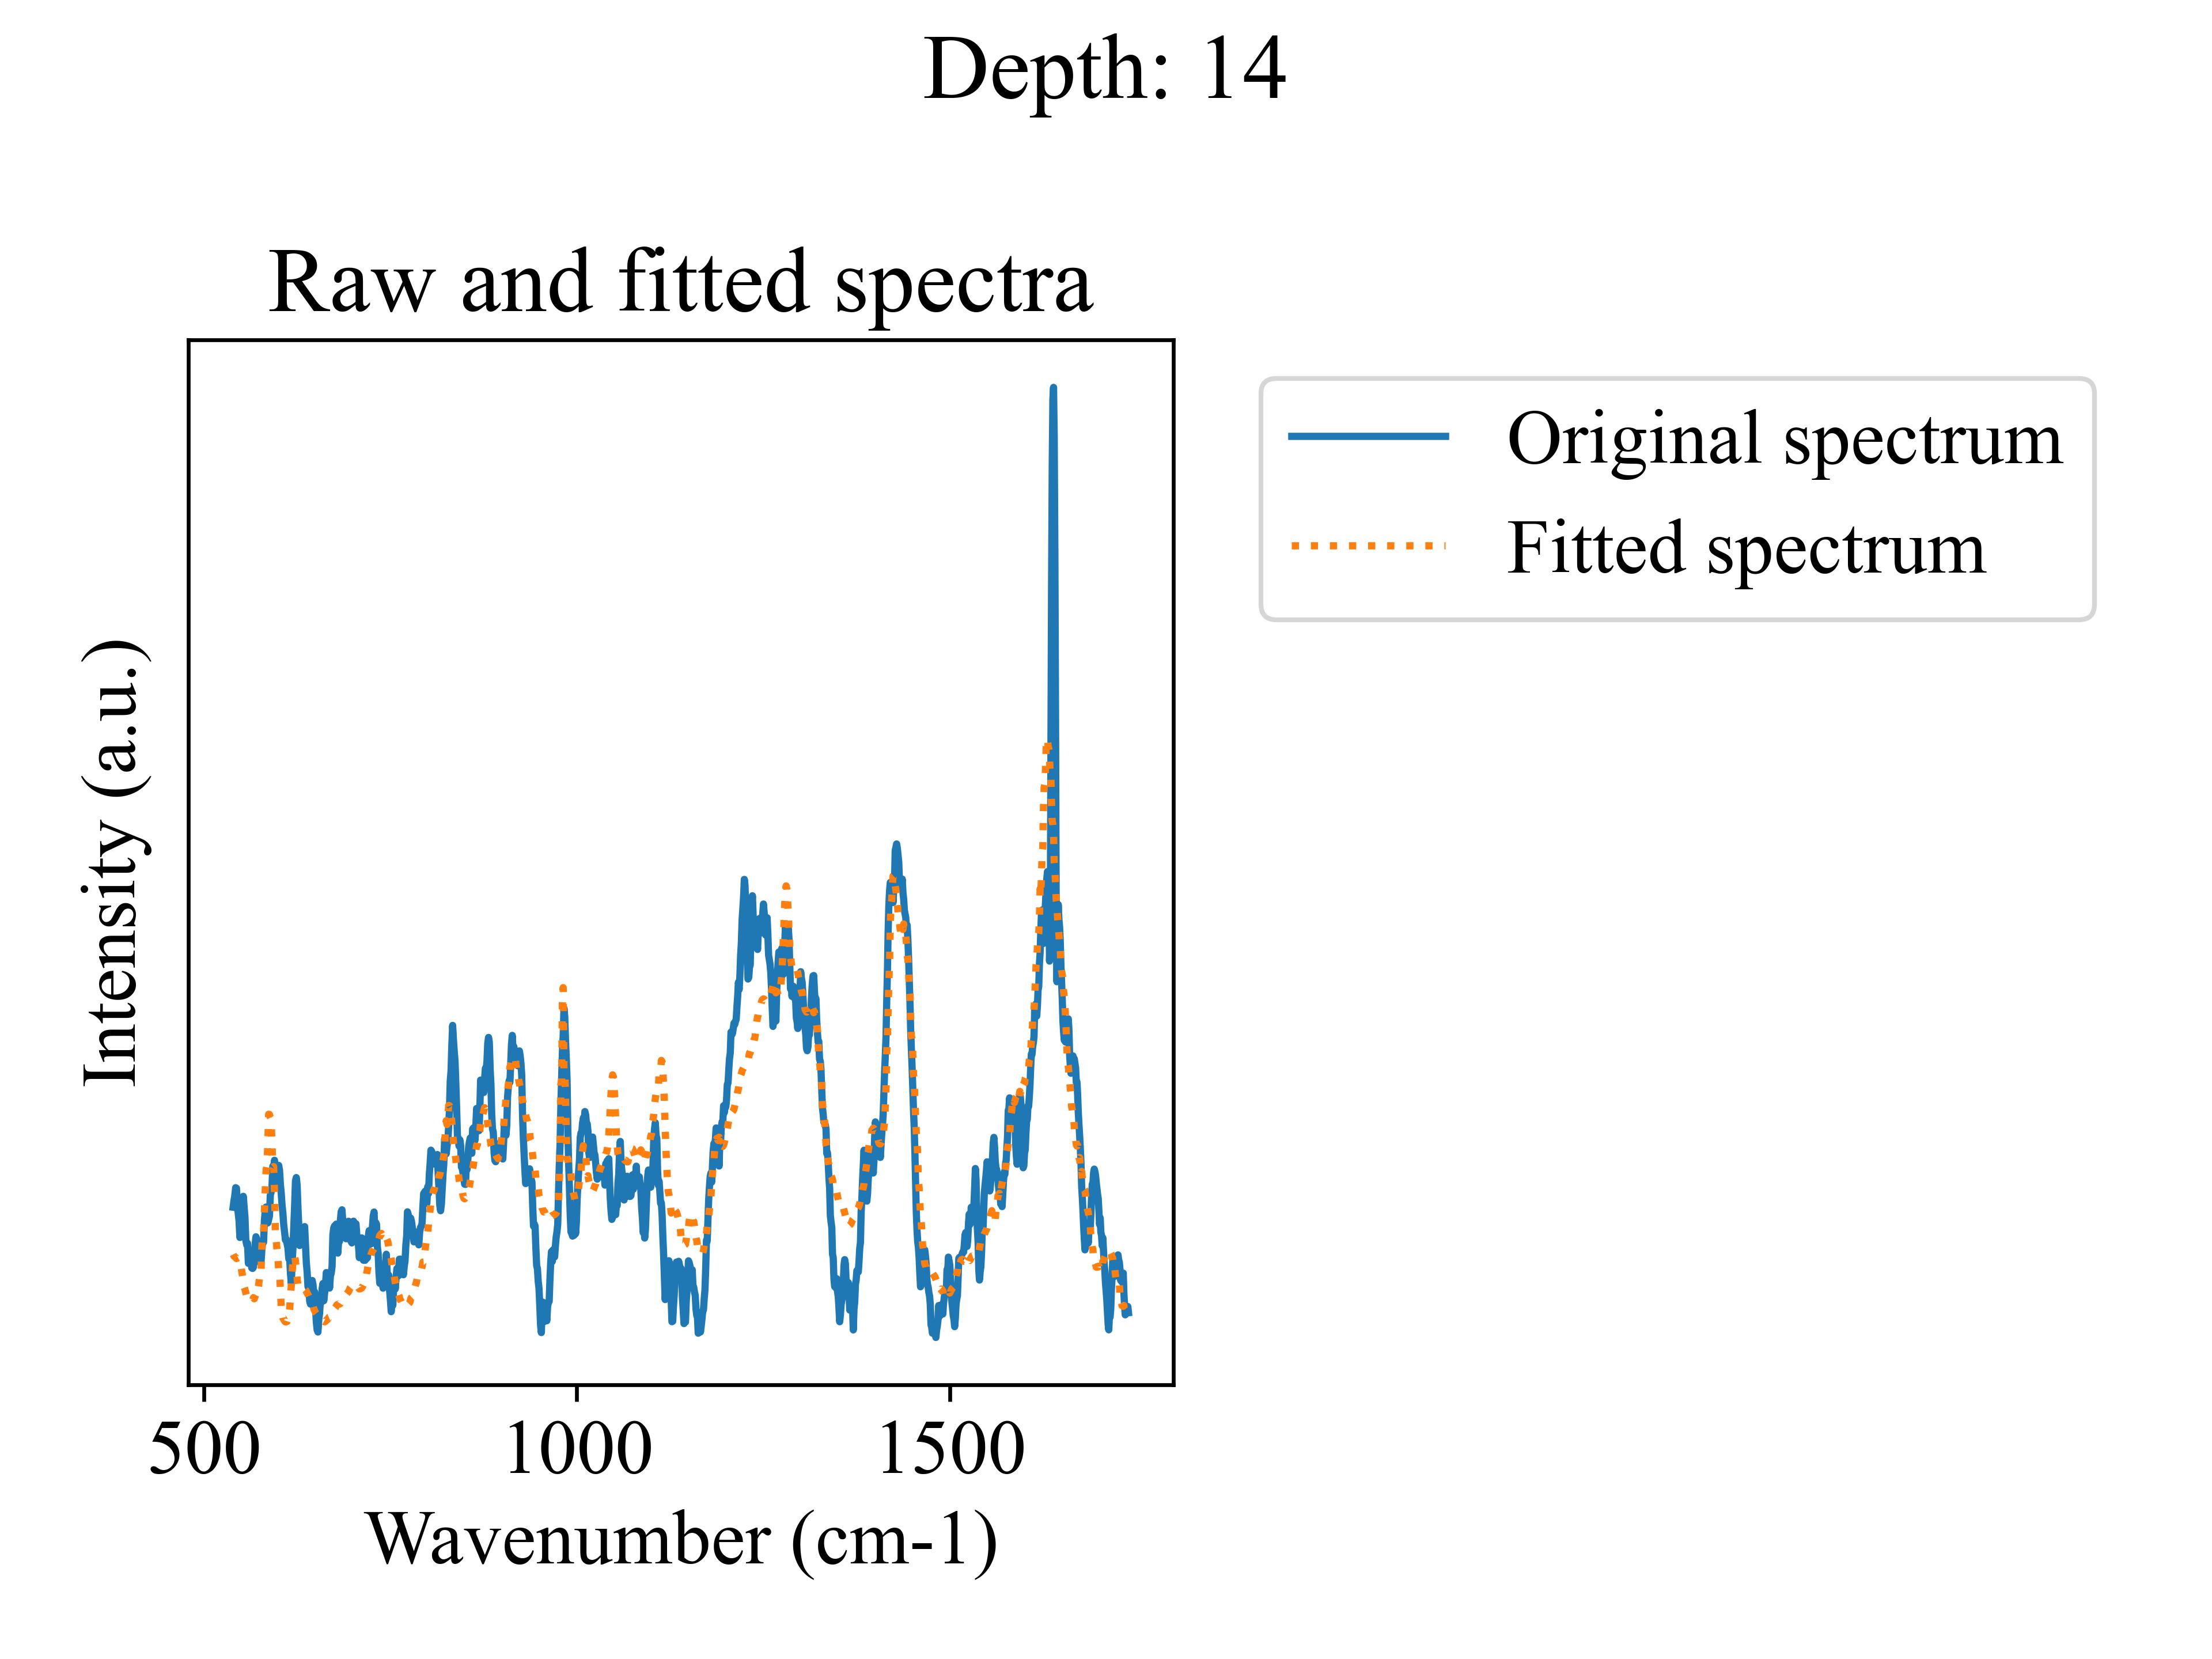 Depth: 14
Raw and fitted spectra
Original spectrum
Fitted spectrum
Intensity (a.u.)
500 1000 1500
Wavenumber (cm-1)